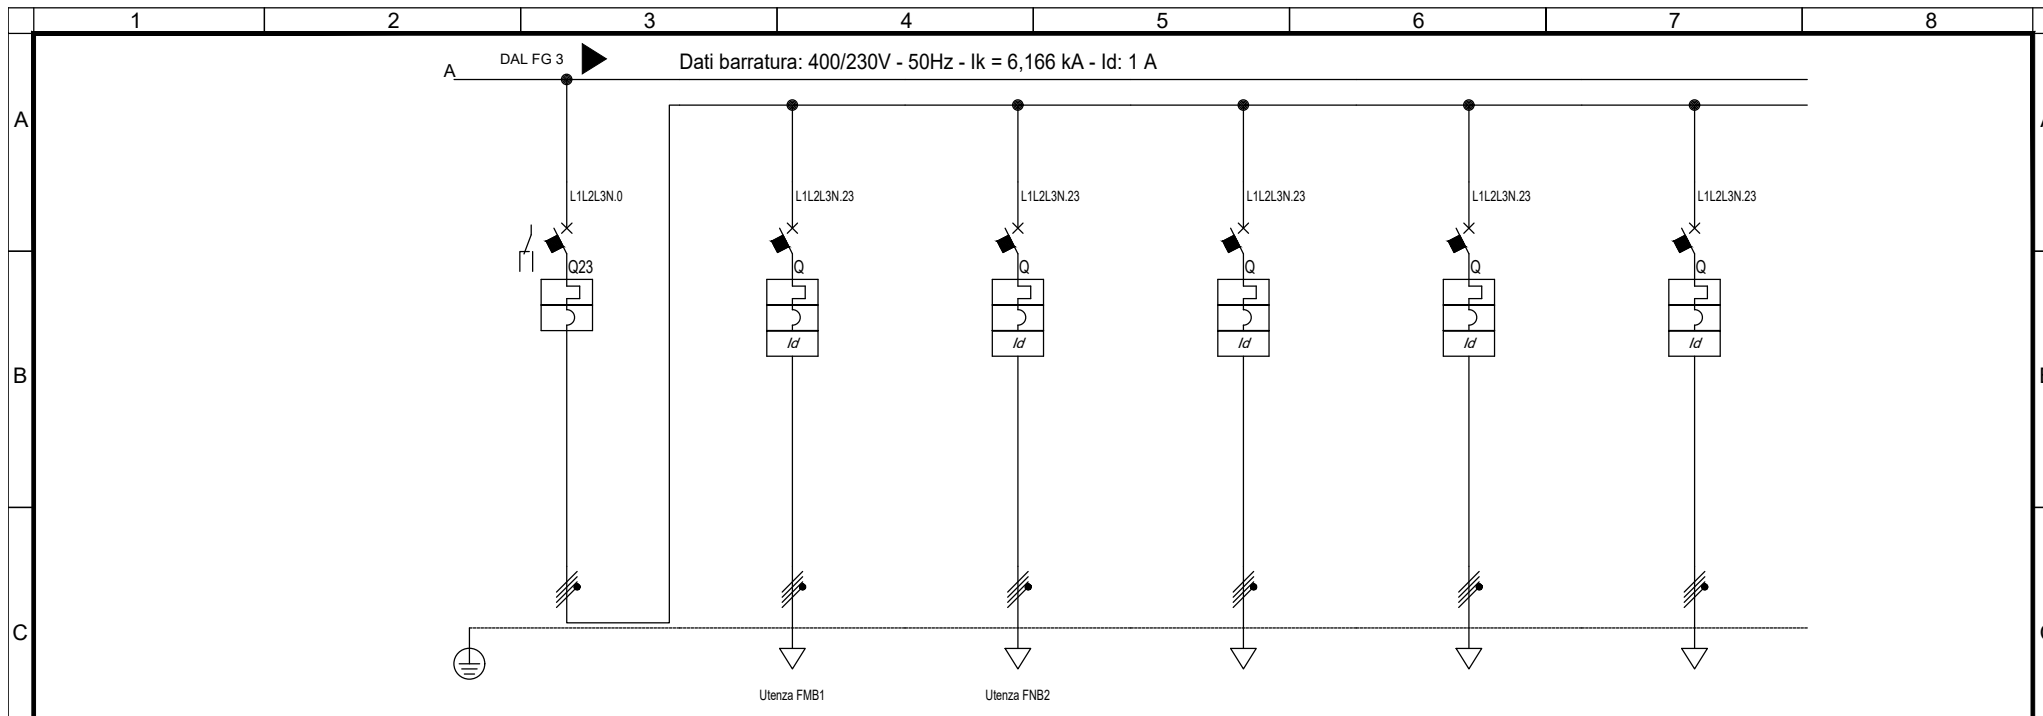 1 2 3 4 5 6 7 8
DAL FG 3 Dati barratura: 400/230V - 50Hz - Ik = 6,166 kA - Id: 1 A
A
A
L1L2L3N.0 L1L2L3N.23 L1L2L3N.23 L1L2L3N.23 L1L2L3N.23 L1L2L3N.23
Q23 Q Q Q Q Q
Id Id Id Id Id
B
C
Utenza FMB1 Utenza FNB2